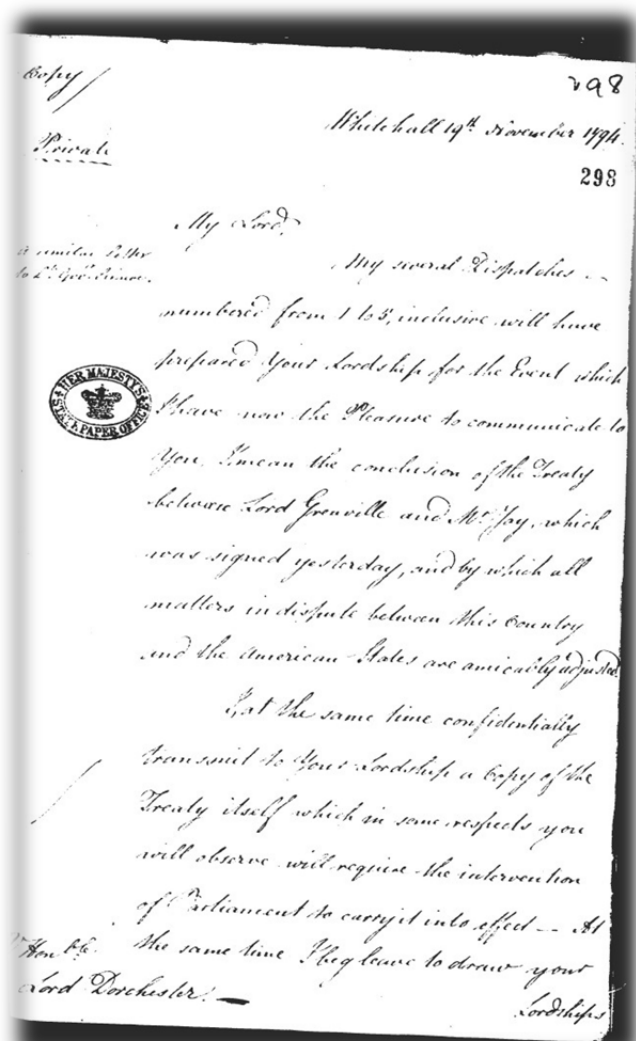 Copy/
298
Private
Whitehall 19th November 1794.
298
My Lord,
A similar Letter
to Lt. Govr. Simcoe.
My several Dispatches
numbered from 1 to 5, inclusive will have
prepared Your Lordship for the Event which
I have now the Pleasure to communicate to
You, I mean the conclusion of the Treaty
between Lord Grenville and Mr. Jay, which
was signed yesterday, and by which all
matters in dispute between this Country
and the American States are amicably adjusted.
HER MAJESTY'S
STATE PAPER OFFICE
I, at the same time confidentially
transmit to Your Lordship a Copy of the
Treaty itself which in some respects you
will observe will require the intervention
of Parliament to carry it into effect — At
the same time I beg leave to draw your
Lordships
Honble.
Lord Dorchester. —